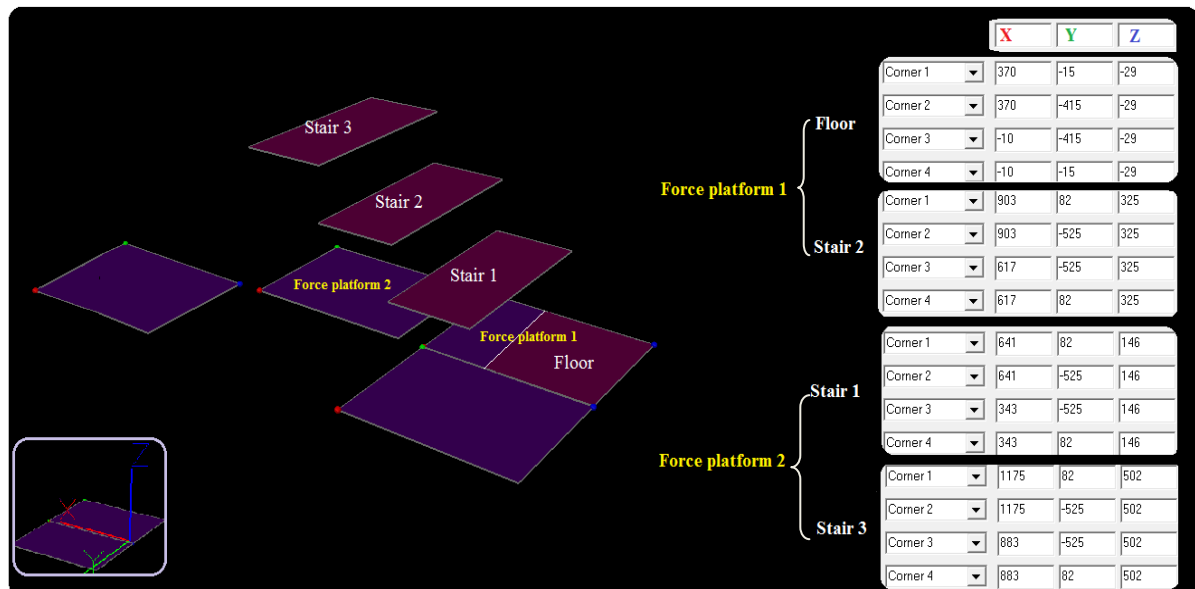 X Y Z
Corner 1 370 -15 -29
Corner 2 370 -415 -29
Corner 3 -10 -415 -29
Corner 4 -10 -15 -29
Floor
Force platform 1
Corner 1 903 82 325
Corner 2 903 -525 325
Corner 3 617 -525 325
Corner 4 617 82 325
Stair 2
Corner 1 641 82 146
Corner 2 641 -525 146
Corner 3 343 -525 146
Corner 4 343 82 146
Stair 1
Force platform 2
Corner 1 1175 82 502
Corner 2 1175 -525 502
Corner 3 883 -525 502
Corner 4 883 82 502
Stair 3
Stair 3
Stair 2
Stair 1
Force platform 2
Force platform 1
Floor
X
Y
Z